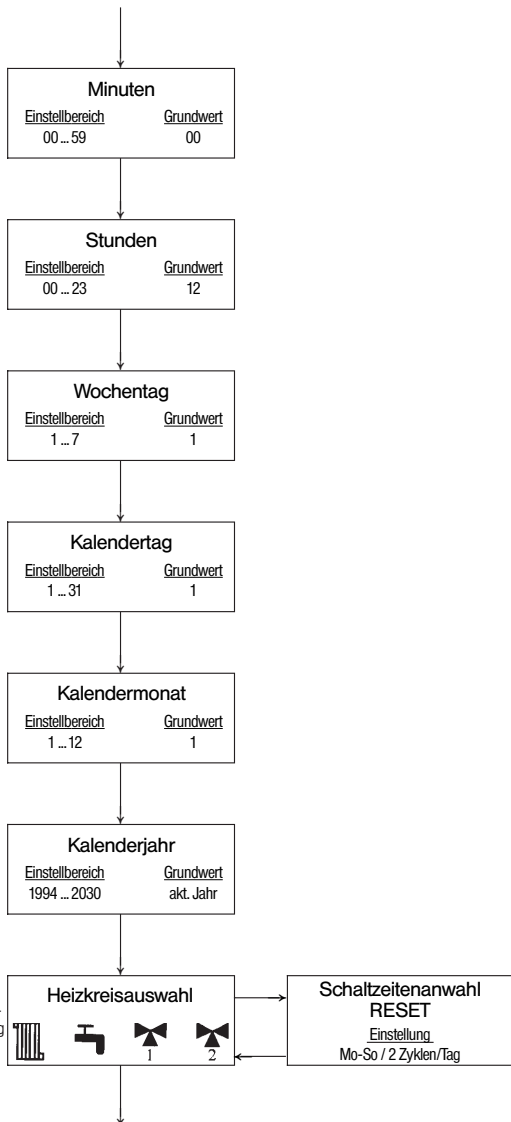 Minuten
Einstellbereich Grundwert
00 ... 59 00
Stunden
Einstellbereich Grundwert
00 ... 23 12
Wochentag
Einstellbereich Grundwert
1 ... 7 1
Kalendertag
Einstellbereich Grundwert
1 ... 31 1
Kalendermonat
Einstellbereich Grundwert
1 ... 12 1
Kalenderjahr
Einstellbereich Grundwert
1994 ... 2030 akt. Jahr
Heizkreisauswahl
1 2
Schaltzeitenanwahl
RESET
Einstellung
Mo-So / 2 Zyklen/Tag